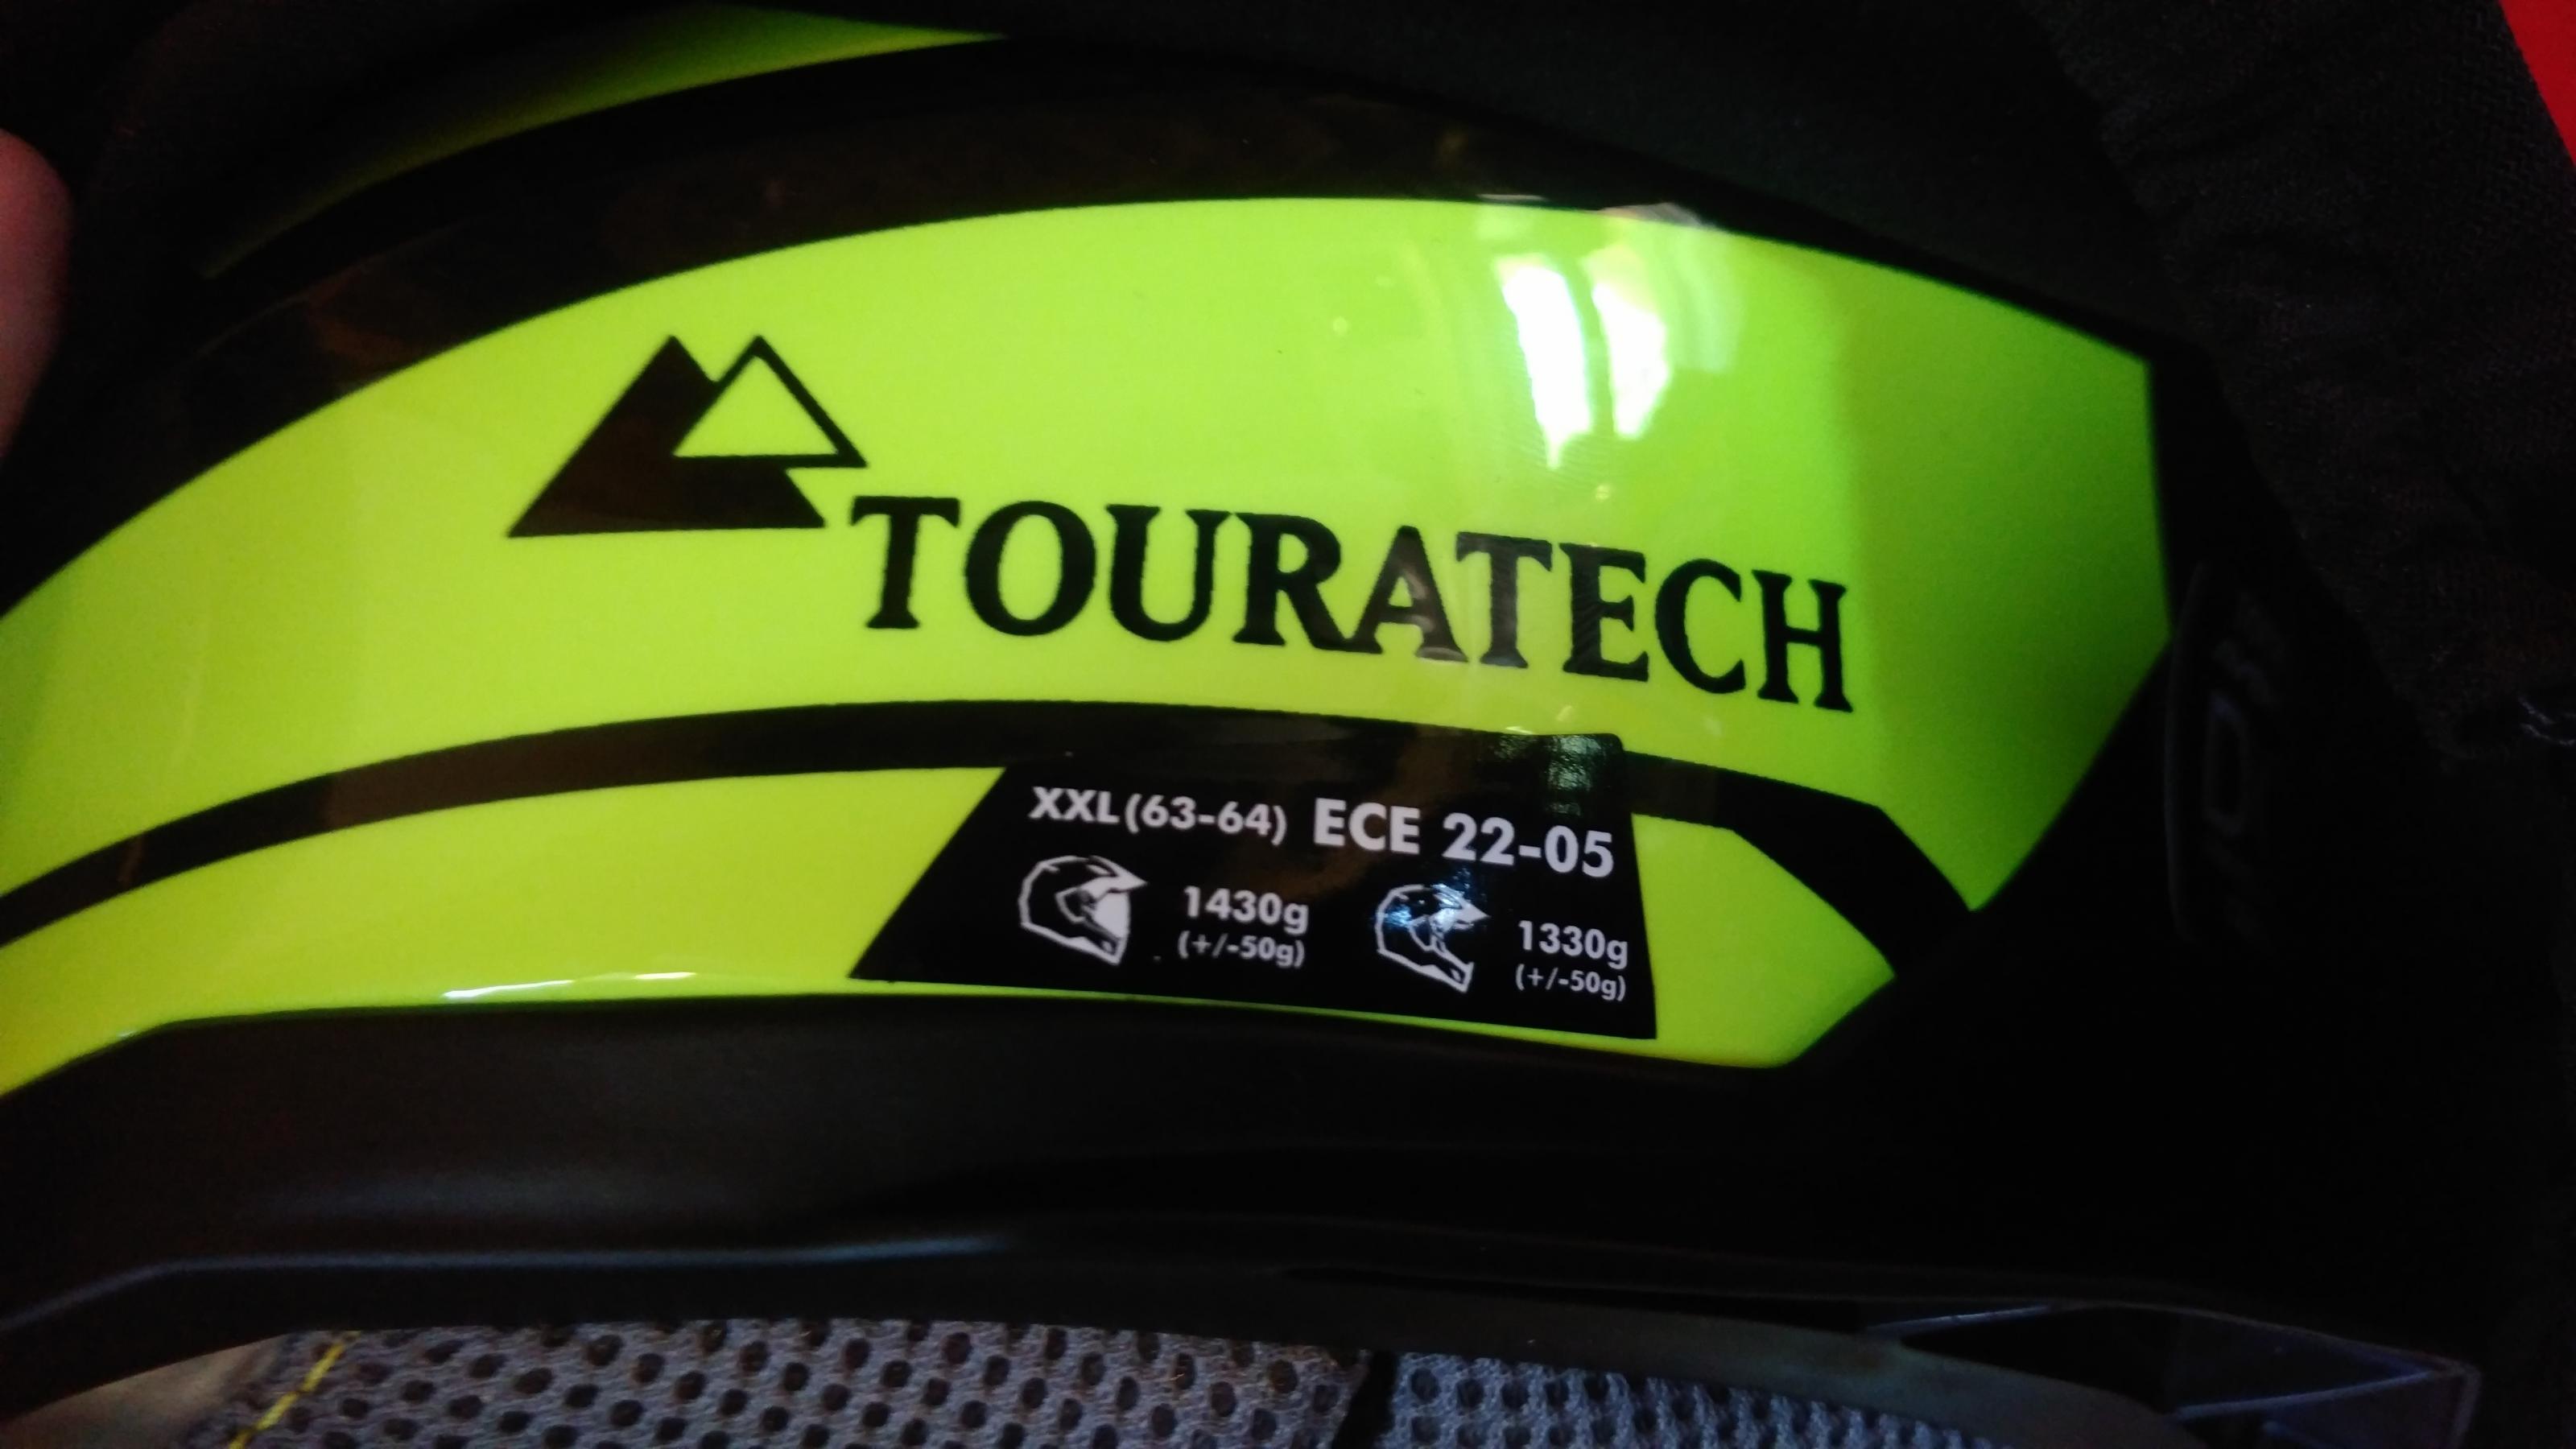 TOURATECH
XXL (63-64) ECE 22-05
1430g 1330g
(+/-50g) (+/-50g)